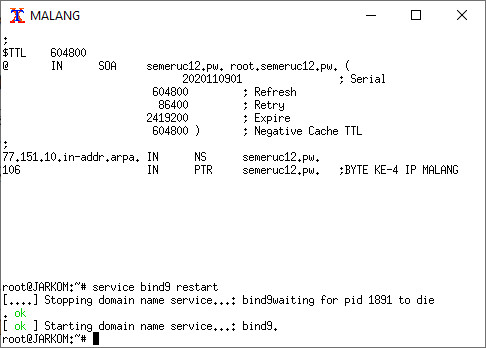 MALANG
;
$TTL    604800
@       IN      SOA     semeruc12.pw. root.semeruc12.pw. (
                        2020110901              ; Serial
                        604800          ; Refresh
                        86400           ; Retry
                        2419200         ; Expire
                        604800 )        ; Negative Cache TTL
;
77.151.10.in-addr.arpa. IN      NS      semeruc12.pw.
106                     IN      PTR     semeruc12.pw.   ;BYTE KE-4 IP MALANG
root@JARKOM:~# service bind9 restart
[....] Stopping domain name service...: bind9waiting for pid 1891 to die
. ok
[ ok ] Starting domain name service...: bind9.
root@JARKOM:~#